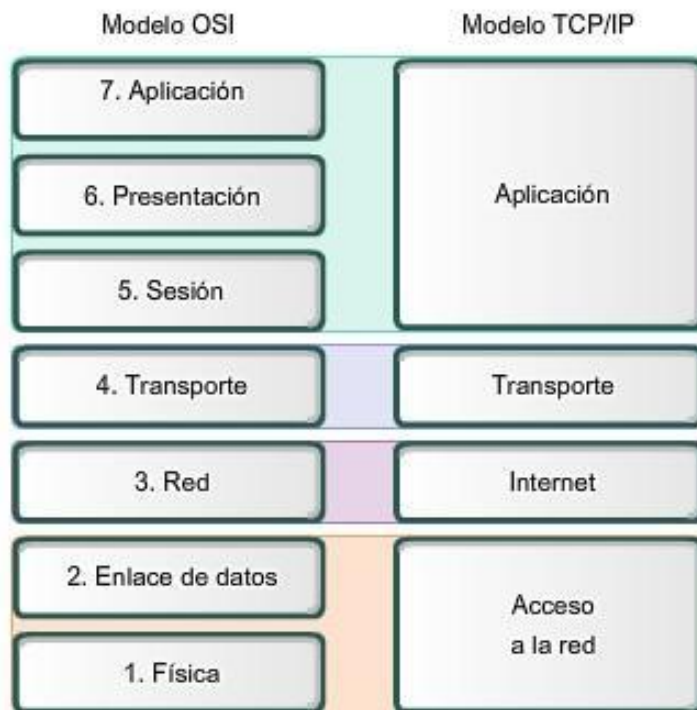 Modelo OSI
Modelo TCP/IP
7. Aplicación
6. Presentación
5. Sesión
Aplicación
4. Transporte
Transporte
3. Red
Internet
2. Enlace de datos
1. Física
Acceso
a la red